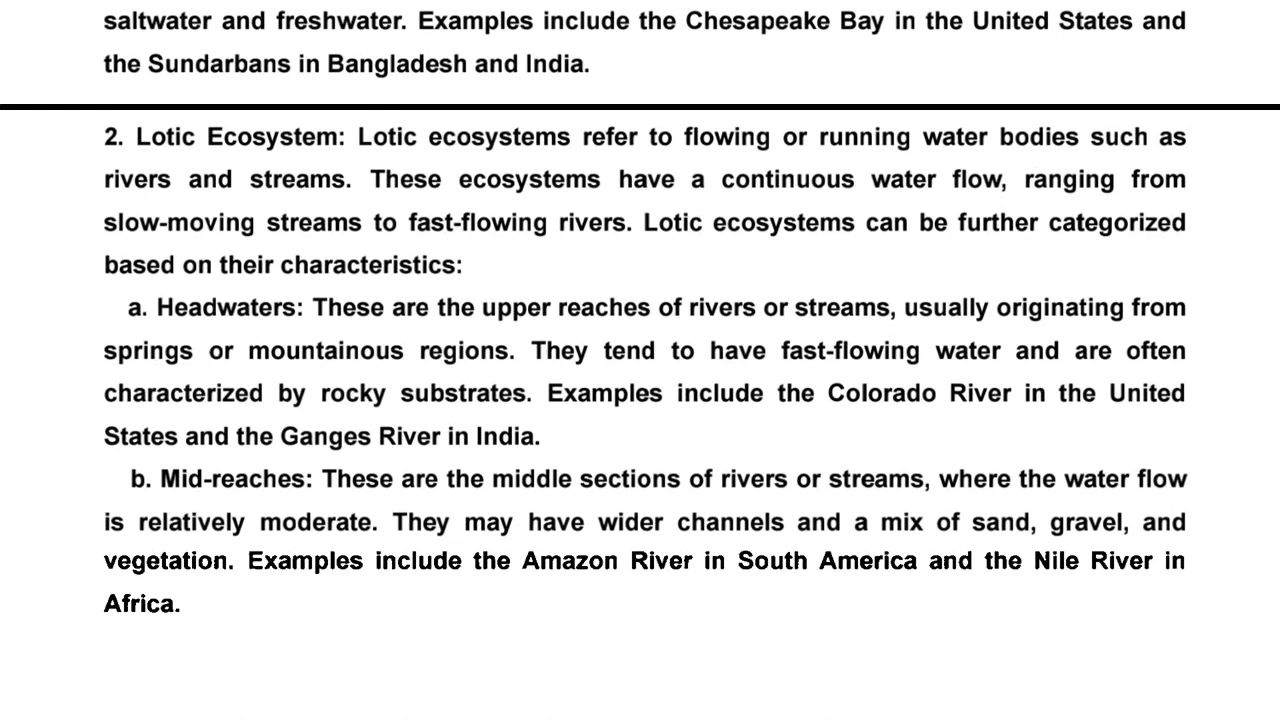 saltwater and freshwater. Examples include the Chesapeake Bay in the United States and
the Sundarbans in Bangladesh and India.
2. Lotic Ecosystem: Lotic ecosystems refer to flowing or running water bodies such as
rivers and streams. These ecosystems have a continuous water flow, ranging from
slow-moving streams to fast-flowing rivers. Lotic ecosystems can be further categorized
based on their characteristics:
a. Headwaters: These are the upper reaches of rivers or streams, usually originating from
springs or mountainous regions. They tend to have fast-flowing water and are often
characterized by rocky substrates. Examples include the Colorado River in the United
States and the Ganges River in India.
b. Mid-reaches: These are the middle sections of rivers or streams, where the water flow
is relatively moderate. They may have wider channels and a mix of sand, gravel, and
vegetation. Examples include the Amazon River in South America and the Nile River in
Africa.